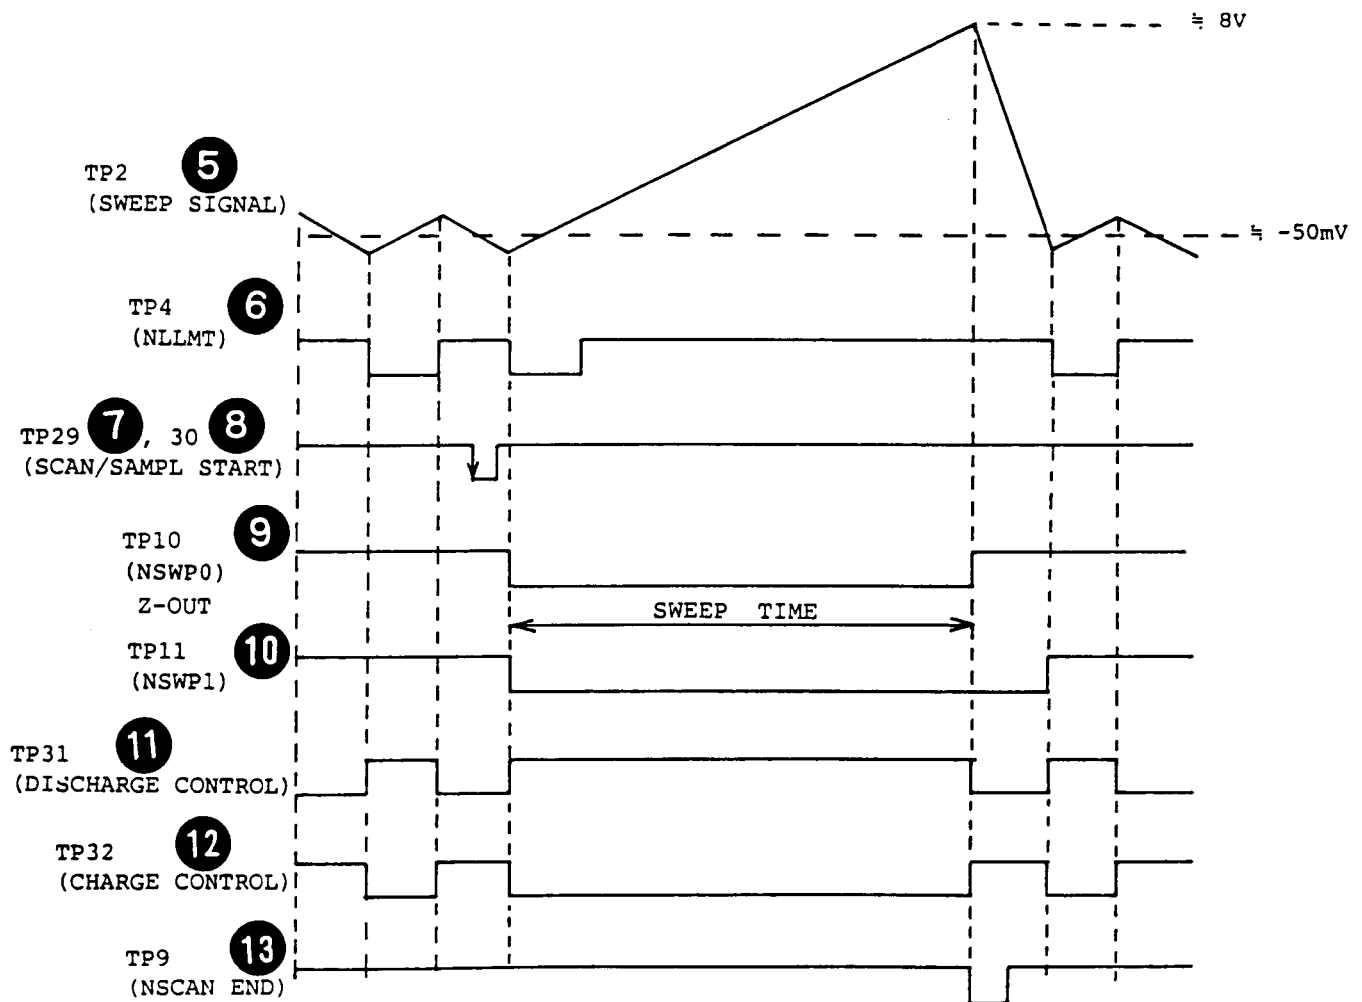 ≒ 8V
TP2 5
(SWEEP SIGNAL)
≒ -50mV
TP4 6
(NLLMT)
TP29 7, 30 8
(SCAN/SAMPL START)
TP10 9
(NSWP0)
Z-OUT
SWEEP TIME
TP11 10
(NSWP1)
TP31 11
(DISCHARGE CONTROL)
TP32 12
(CHARGE CONTROL)
TP9 13
(NSCAN END)